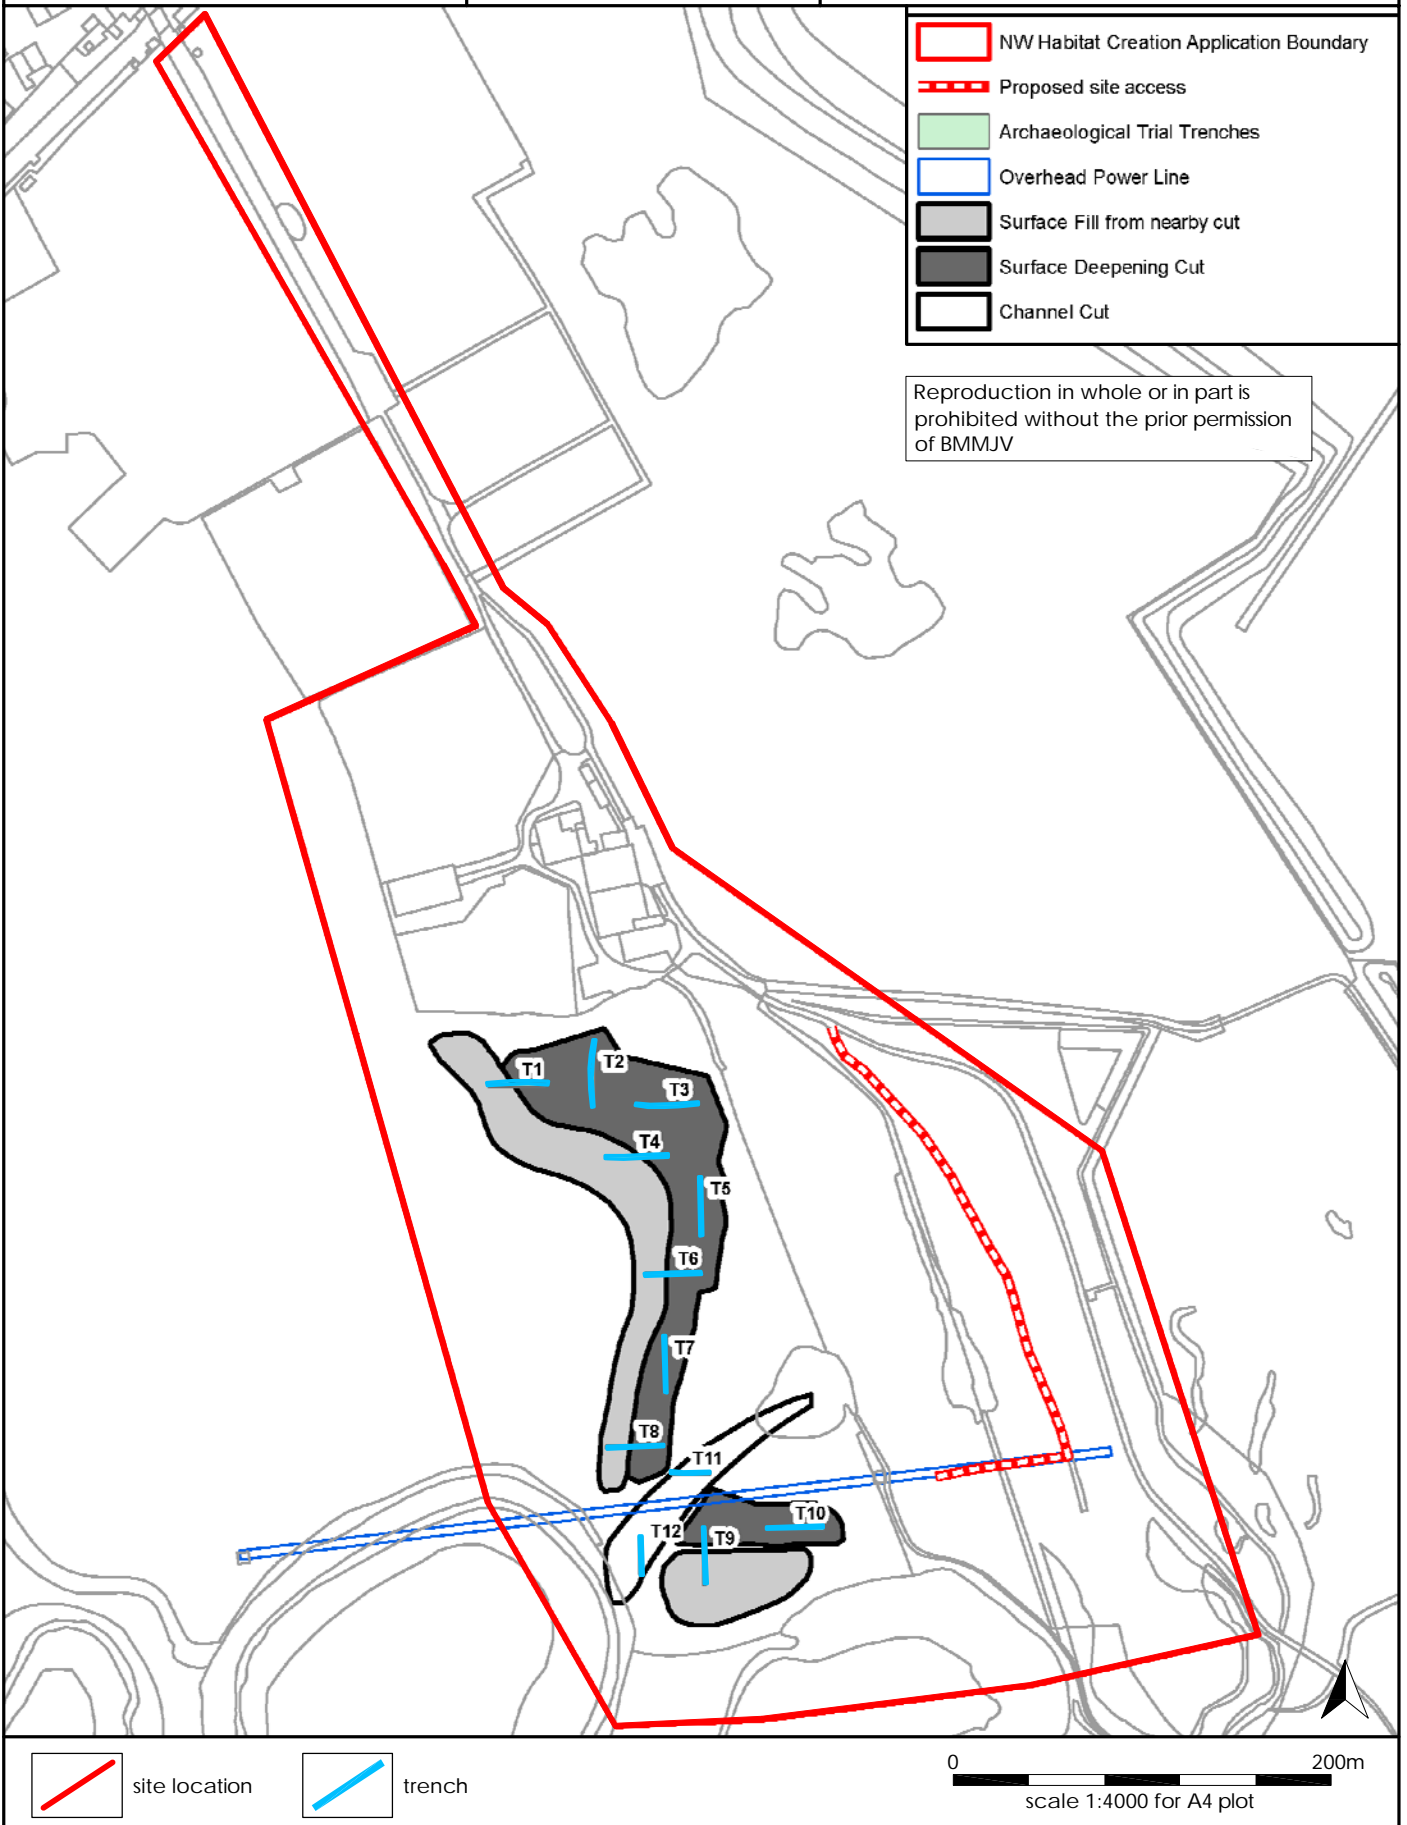 NW Habitat Creation Application Boundary
Proposed site access
Archaeological Trial Trenches
Overhead Power Line
Surface Fill from nearby cut
Surface Deepening Cut
Channel Cut
Reproduction in whole or in part is
prohibited without the prior permission
of BMMJV
T1
T2
T3
T4
T5
T6
T7
T8
T11
T10
T12
T9
site location
trench
0
200m
scale 1:4000 for A4 plot